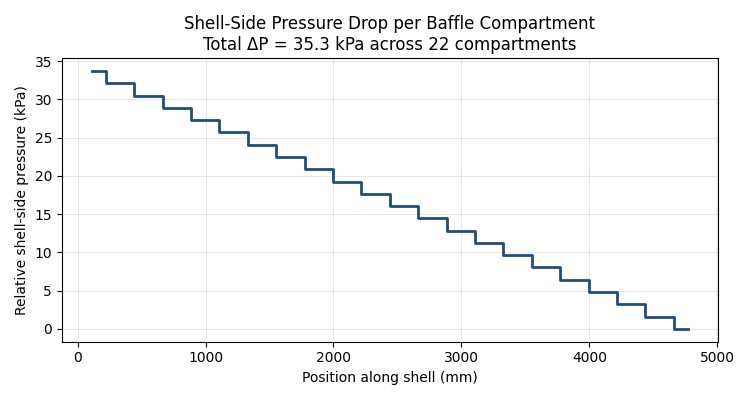 Shell-Side Pressure Drop per Baffle Compartment
Total ΔP = 35.3 kPa across 22 compartments
Relative shell-side pressure (kPa)
35
30
25
20
15
10
5
0
0 1000 2000 3000 4000 5000
Position along shell (mm)